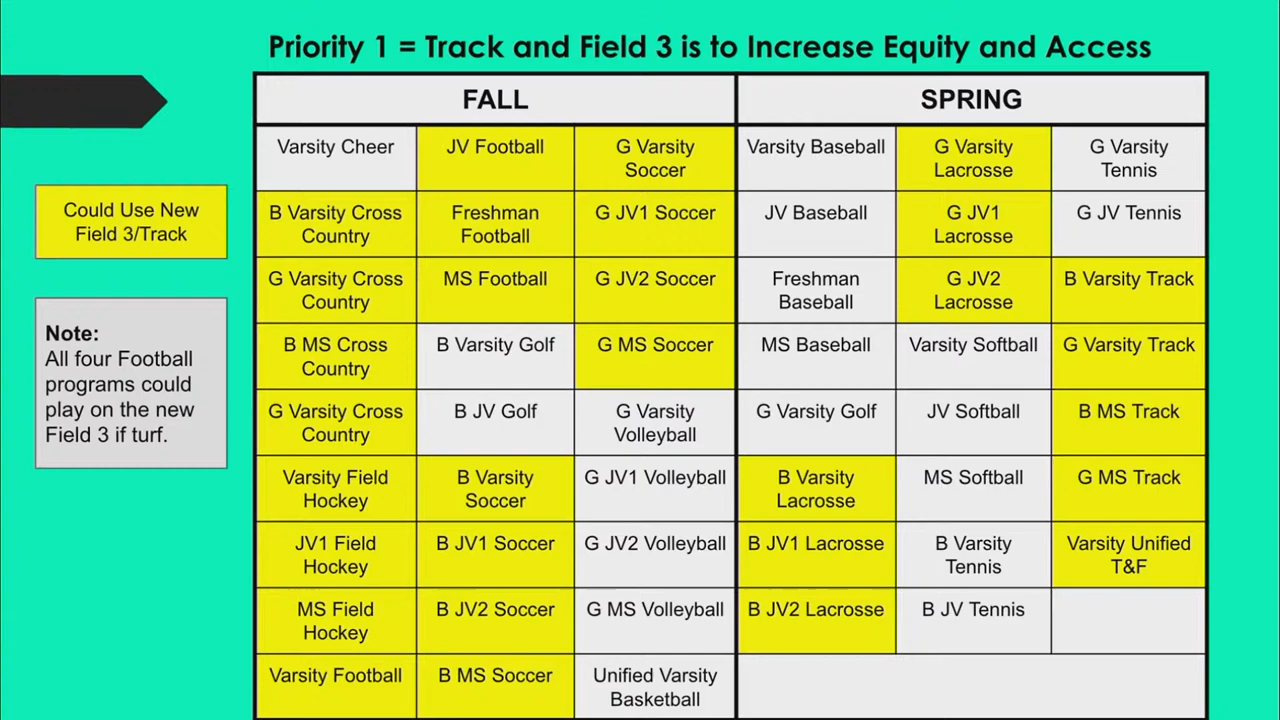 Priority 1 = Track and Field 3 is to Increase Equity and Access
FALL
SPRING
Could Use New
Field 3/Track
Note:
All four Football
programs could
play on the new
Field 3 if turf.
Varsity Cheer
JV Football
G Varsity
Soccer
Varsity Baseball
G Varsity
Lacrosse
G Varsity
Tennis
B Varsity Cross
Country
Freshman
Football
G JV1 Soccer
JV Baseball
G JV1
Lacrosse
G JV Tennis
G Varsity Cross
Country
MS Football
G JV2 Soccer
Freshman
Baseball
G JV2
Lacrosse
B Varsity Track
B MS Cross
Country
B Varsity Golf
G MS Soccer
MS Baseball
Varsity Softball
G Varsity Track
G Varsity Cross
Country
B JV Golf
G Varsity
Volleyball
G Varsity Golf
JV Softball
B MS Track
Varsity Field
Hockey
B Varsity
Soccer
G JV1 Volleyball
B Varsity
Lacrosse
MS Softball
G MS Track
JV1 Field
Hockey
B JV1 Soccer
G JV2 Volleyball
B JV1 Lacrosse
B Varsity
Tennis
Varsity Unified
T&F
MS Field
Hockey
B JV2 Soccer
G MS Volleyball
B JV2 Lacrosse
B JV Tennis
Varsity Football
B MS Soccer
Unified Varsity
Basketball